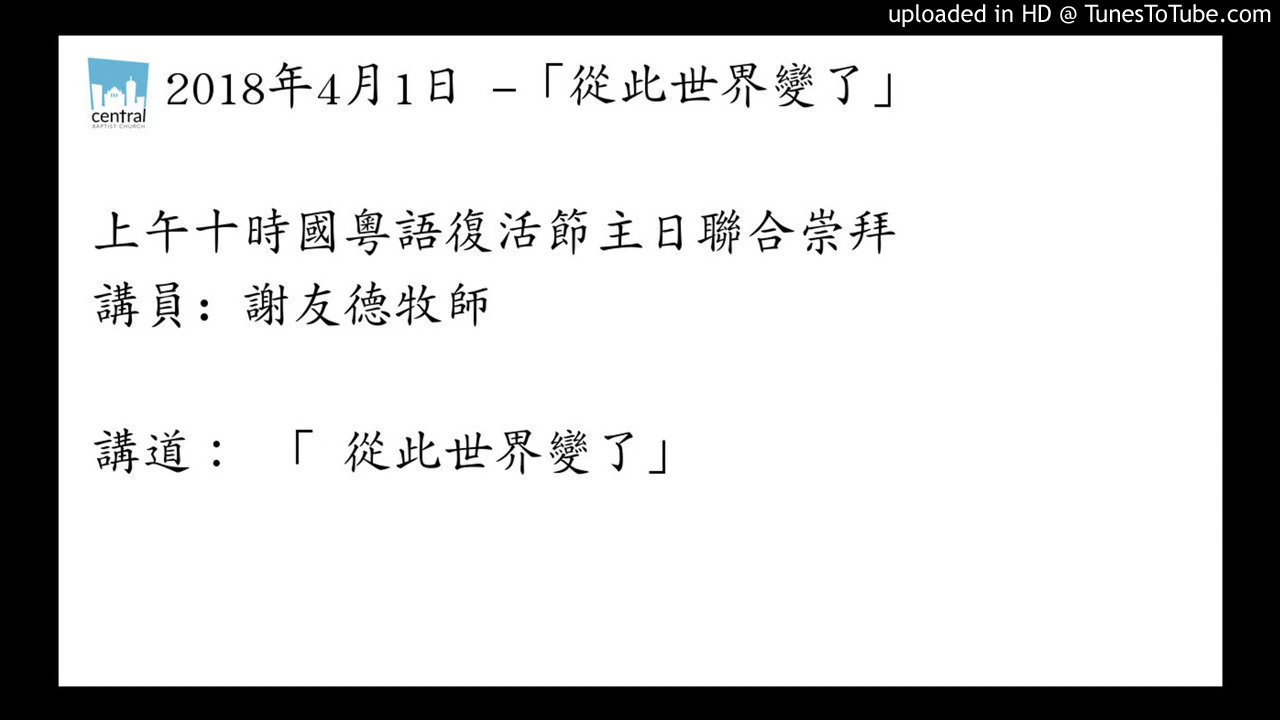 uploaded in HD @ TunesToTube.com
central
BAPTIST CHURCH
2018年4月1日 –「從此世界變了」
上午十時國粵語復活節主日聯合崇拜
講員：謝友德牧師
講道： 「 從此世界變了」